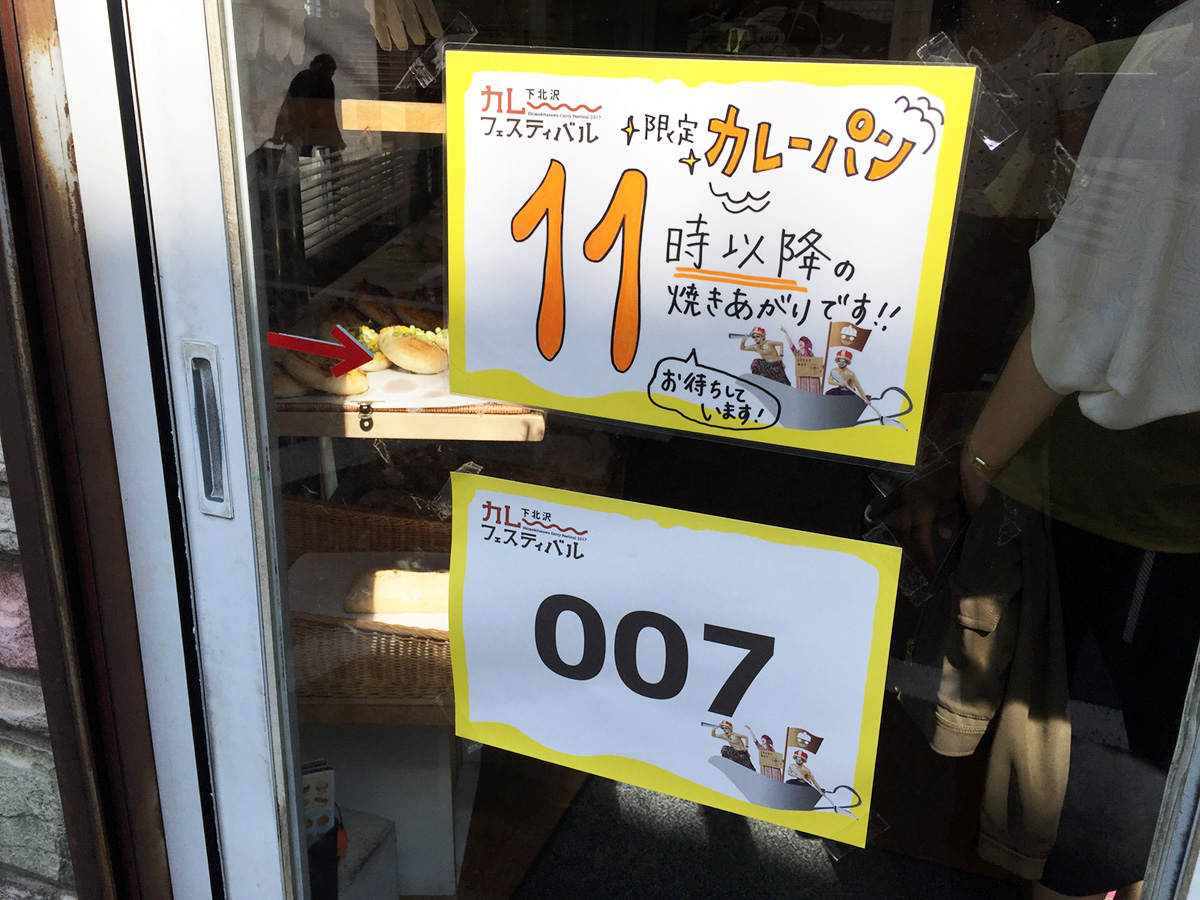 下北沢
カレー
Shimokitazawa Curry Festival 2017
フェスティバル
限定 カレーパン
11 時以降の
焼きあがりです!!
お待ちして
います!
下北沢
カレー
Shimokitazawa Curry Festival 2017
フェスティバル
007